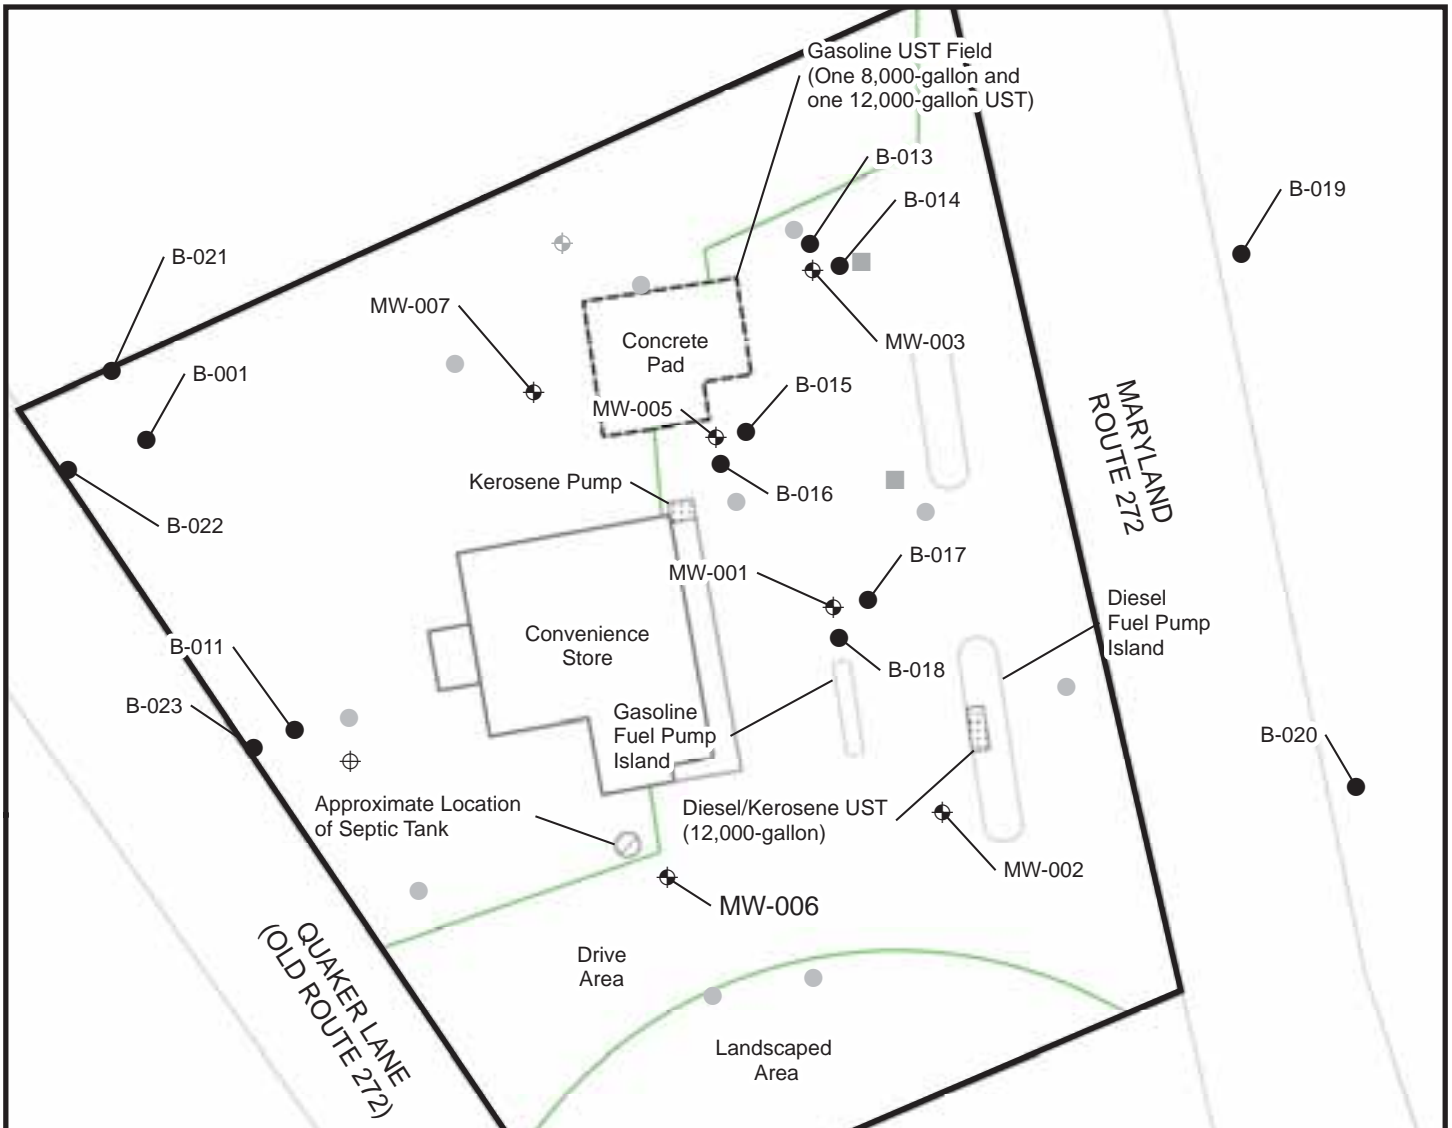 Gasoline UST Field
(One 8,000-gallon and
one 12,000-gallon UST)
B-013
B-014
B-019
B-021
MW-007
MW-003
Concrete
Pad
B-001
B-015
MW-005
Kerosene Pump
B-016
B-022
MARYLAND
ROUTE 272
B-017
MW-001
Diesel
Fuel Pump
Island
Convenience
Store
B-011
B-018
B-023
Gasoline
Fuel Pump
Island
B-020
Approximate Location
of Septic Tank
Diesel/Kerosene UST
(12,000-gallon)
MW-002
MW-006
QUAKER LANE
(OLD ROUTE 272)
Drive
Area
Landscaped
Area